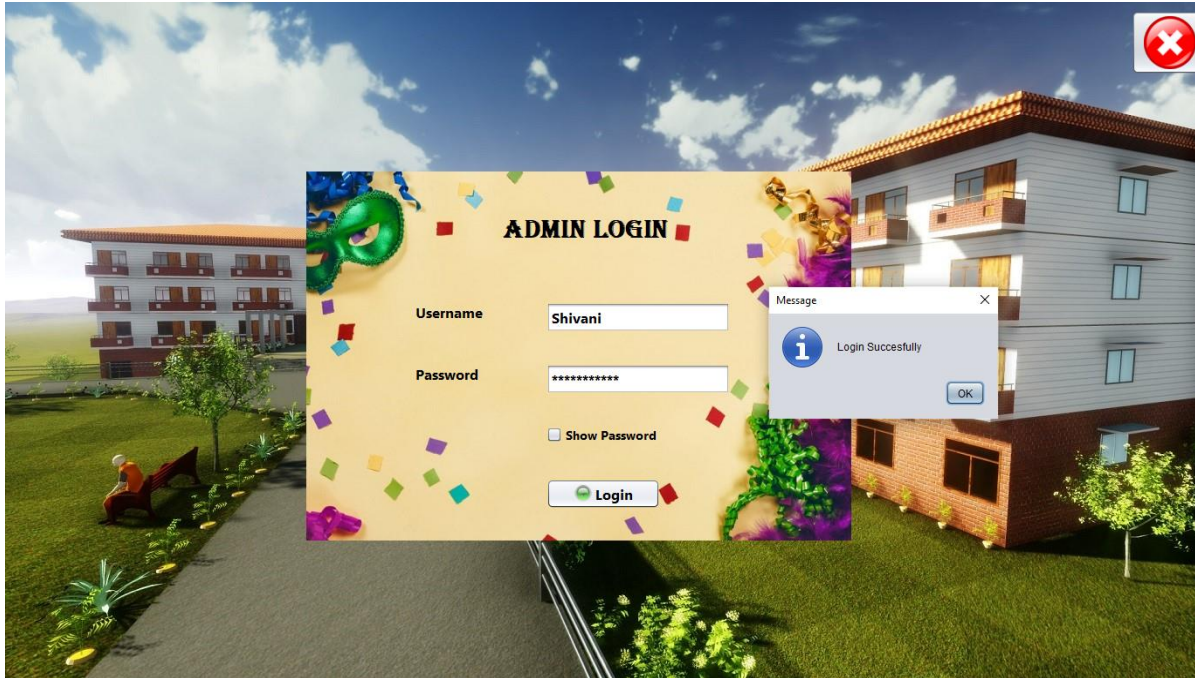 ADMIN LOGIN
Username
Shivani
Password
***********
Show Password
Login
Message
Login Succesfully
OK